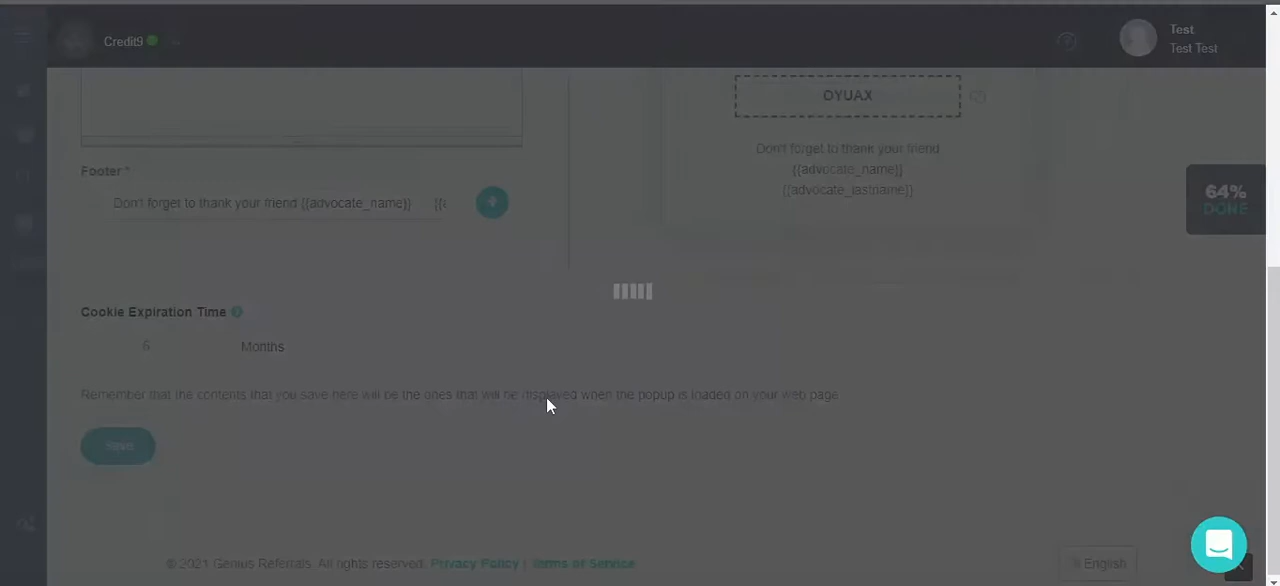 Credit9
Test
Test Test
OYUAX
Don't forget to thank your friend
{{advocate_name}}
{{advocate_lastname}}
64%
DONE
Footer *
Don't forget to thank your friend {{advocate_name}} {{a
Cookie Expiration Time
6 Months
Remember that the contents that you save here will be the ones that will be displayed when the popup is loaded on your web page
Save
© 2021 Genius Referrals. All rights reserved. Privacy Policy | Terms of Service
English